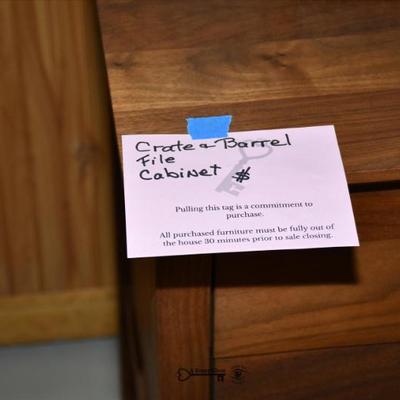 Crate & Barrel
File
Cabinet $
Pulling this tag is a commitment to
purchase.
All purchased furniture must be fully out of
the house 30 minutes prior to sale closing.